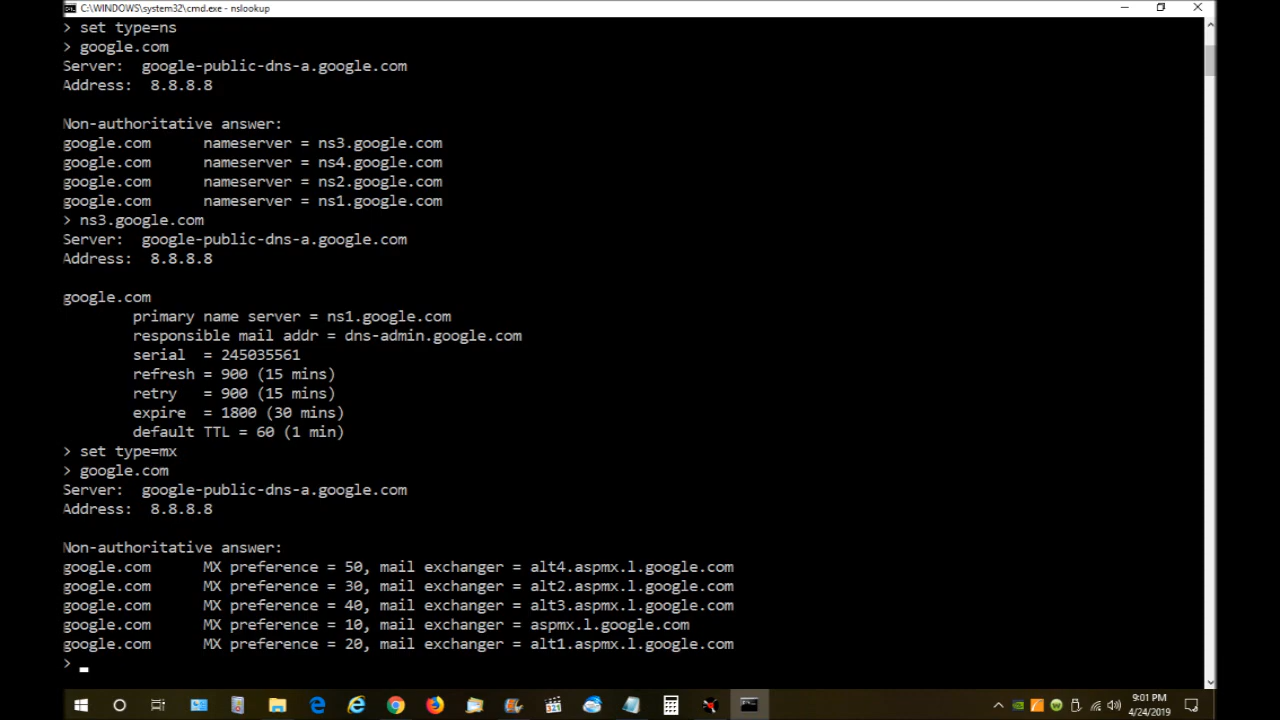 C:\WINDOWS\system32\cmd.exe - nslookup
> set type=ns
> google.com
Server:  google-public-dns-a.google.com
Address:  8.8.8.8
Non-authoritative answer:
google.com      nameserver = ns3.google.com
google.com      nameserver = ns4.google.com
google.com      nameserver = ns2.google.com
google.com      nameserver = ns1.google.com
> ns3.google.com
Server:  google-public-dns-a.google.com
Address:  8.8.8.8
google.com
        primary name server = ns1.google.com
        responsible mail addr = dns-admin.google.com
        serial  = 245035561
        refresh = 900 (15 mins)
        retry   = 900 (15 mins)
        expire  = 1800 (30 mins)
        default TTL = 60 (1 min)
> set type=mx
> google.com
Server:  google-public-dns-a.google.com
Address:  8.8.8.8
Non-authoritative answer:
google.com      MX preference = 50, mail exchanger = alt4.aspmx.l.google.com
google.com      MX preference = 30, mail exchanger = alt2.aspmx.l.google.com
google.com      MX preference = 40, mail exchanger = alt3.aspmx.l.google.com
google.com      MX preference = 10, mail exchanger = aspmx.l.google.com
google.com      MX preference = 20, mail exchanger = alt1.aspmx.l.google.com
>
9:01 PM
4/24/2019